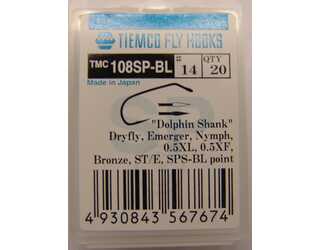 TIEMCO FLY HOOKS
TMC 108SP-BL # 14 QTY 20
Made in Japan
"Dolphin Shank"
Dryfly, Emerger, Nymph,
0.5XL, 0.5XF,
Bronze, ST/E, SPS-BL point
4 930843 567674